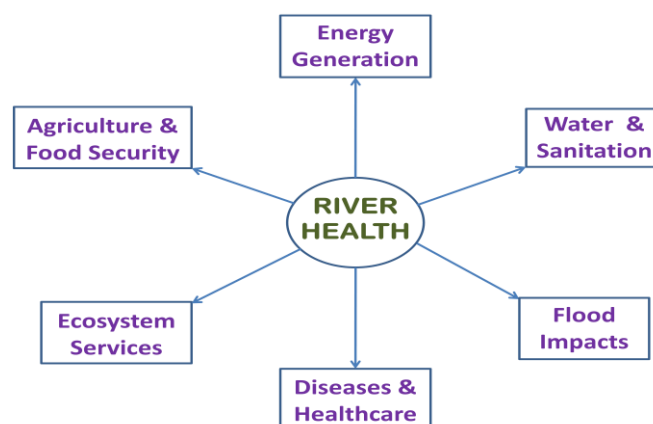 Energy
Generation
Agriculture &
Food Security
Water &
Sanitation
RIVER
HEALTH
Ecosystem
Services
Flood
Impacts
Diseases &
Healthcare